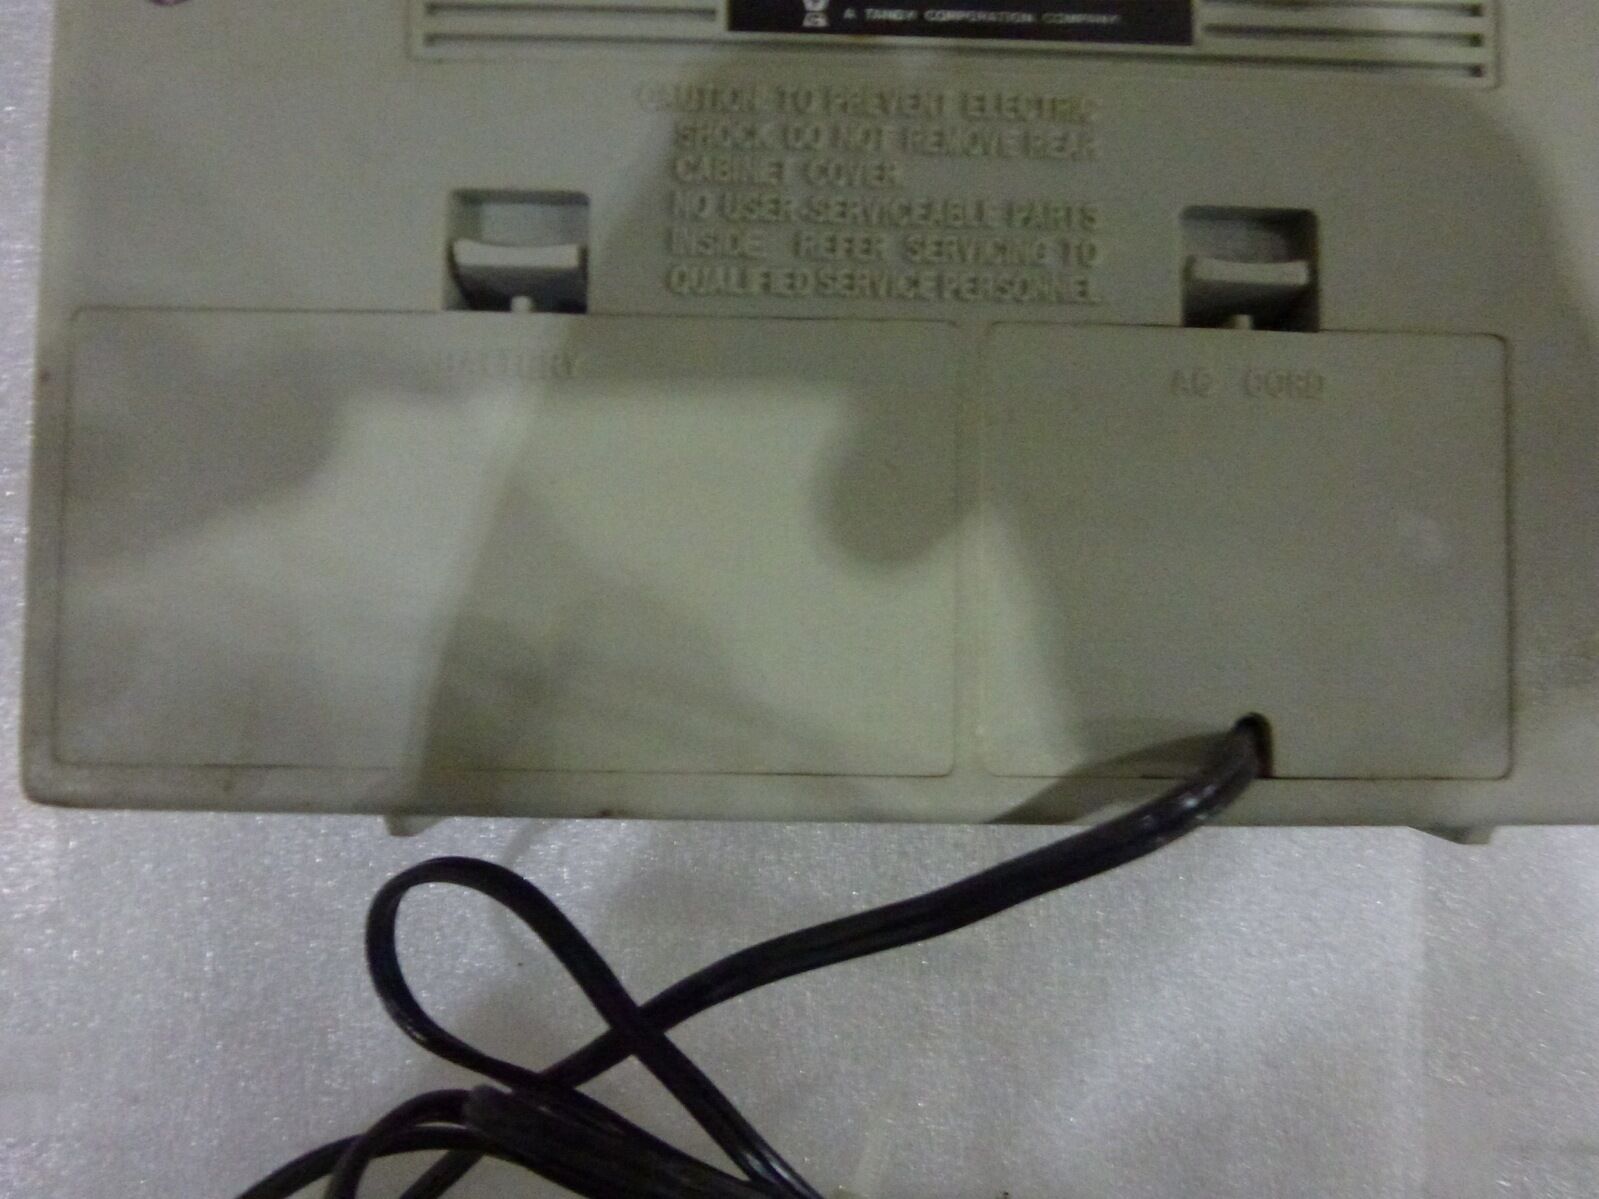 A TANDY CORPORATION COMPANY
CAUTION TO PREVENT ELECTRIC
SHOCK DO NOT REMOVE REAR
CABINET COVER
NO USER-SERVICEABLE PARTS
INSIDE REFER SERVICING TO
QUALIFIED SERVICE PERSONNEL
BATTERY
AC CORD